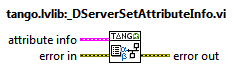 tango.lvlib:_DServerSetAttributeInfo.vi
TANGO
attribute info
error in
error out